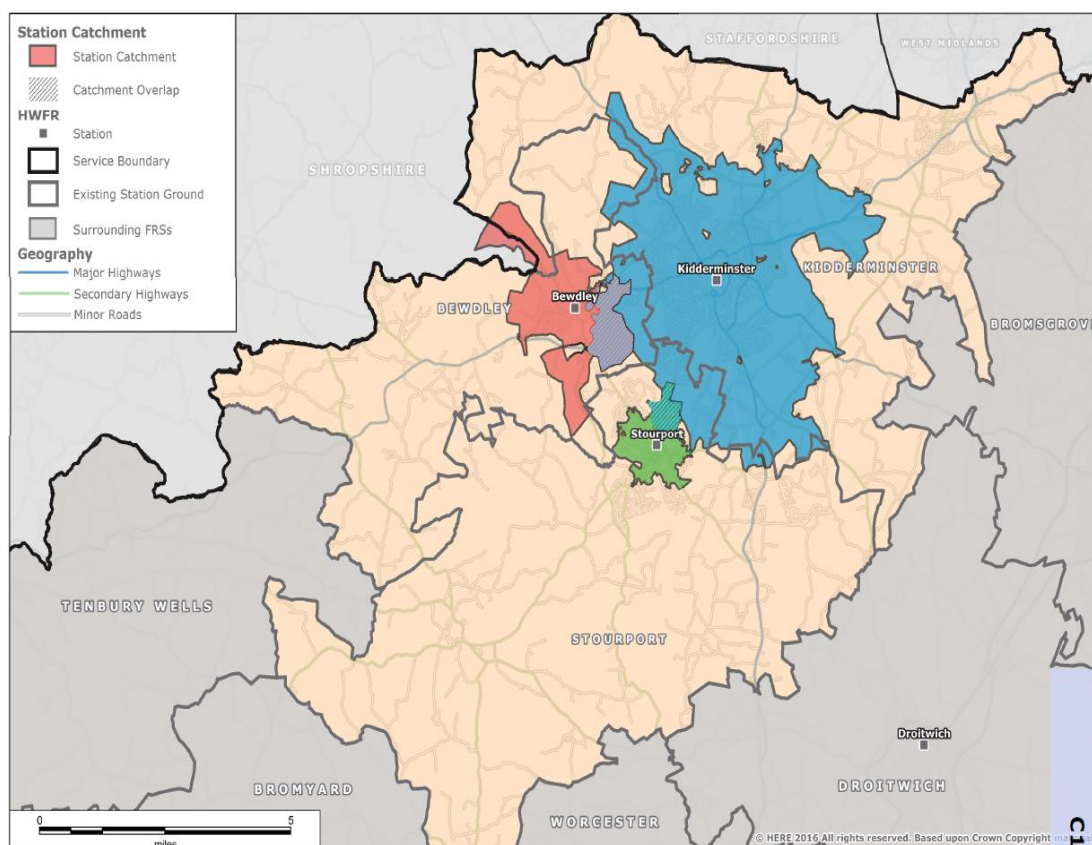 Station Catchment
Station Catchment
Catchment Overlap
HWFR
Station
Service Boundary
Existing Station Ground
Surrounding FRSs
Geography
Major Highways
Secondary Highways
Minor Roads
STAFFORDSHIRE
WEST MIDLANDS
SHROPSHIRE
Kidderminster
KIDDERMINSTER
Bewdley
BEWDLEY
BROMSGROVE
Stourport
TENBURY WELLS
STOURPORT
Droitwich
DROITWICH
BROMYARD
WORCESTER
0 5
miles
© HERE 2016 All rights reserved. Based upon Crown Copyright
C1